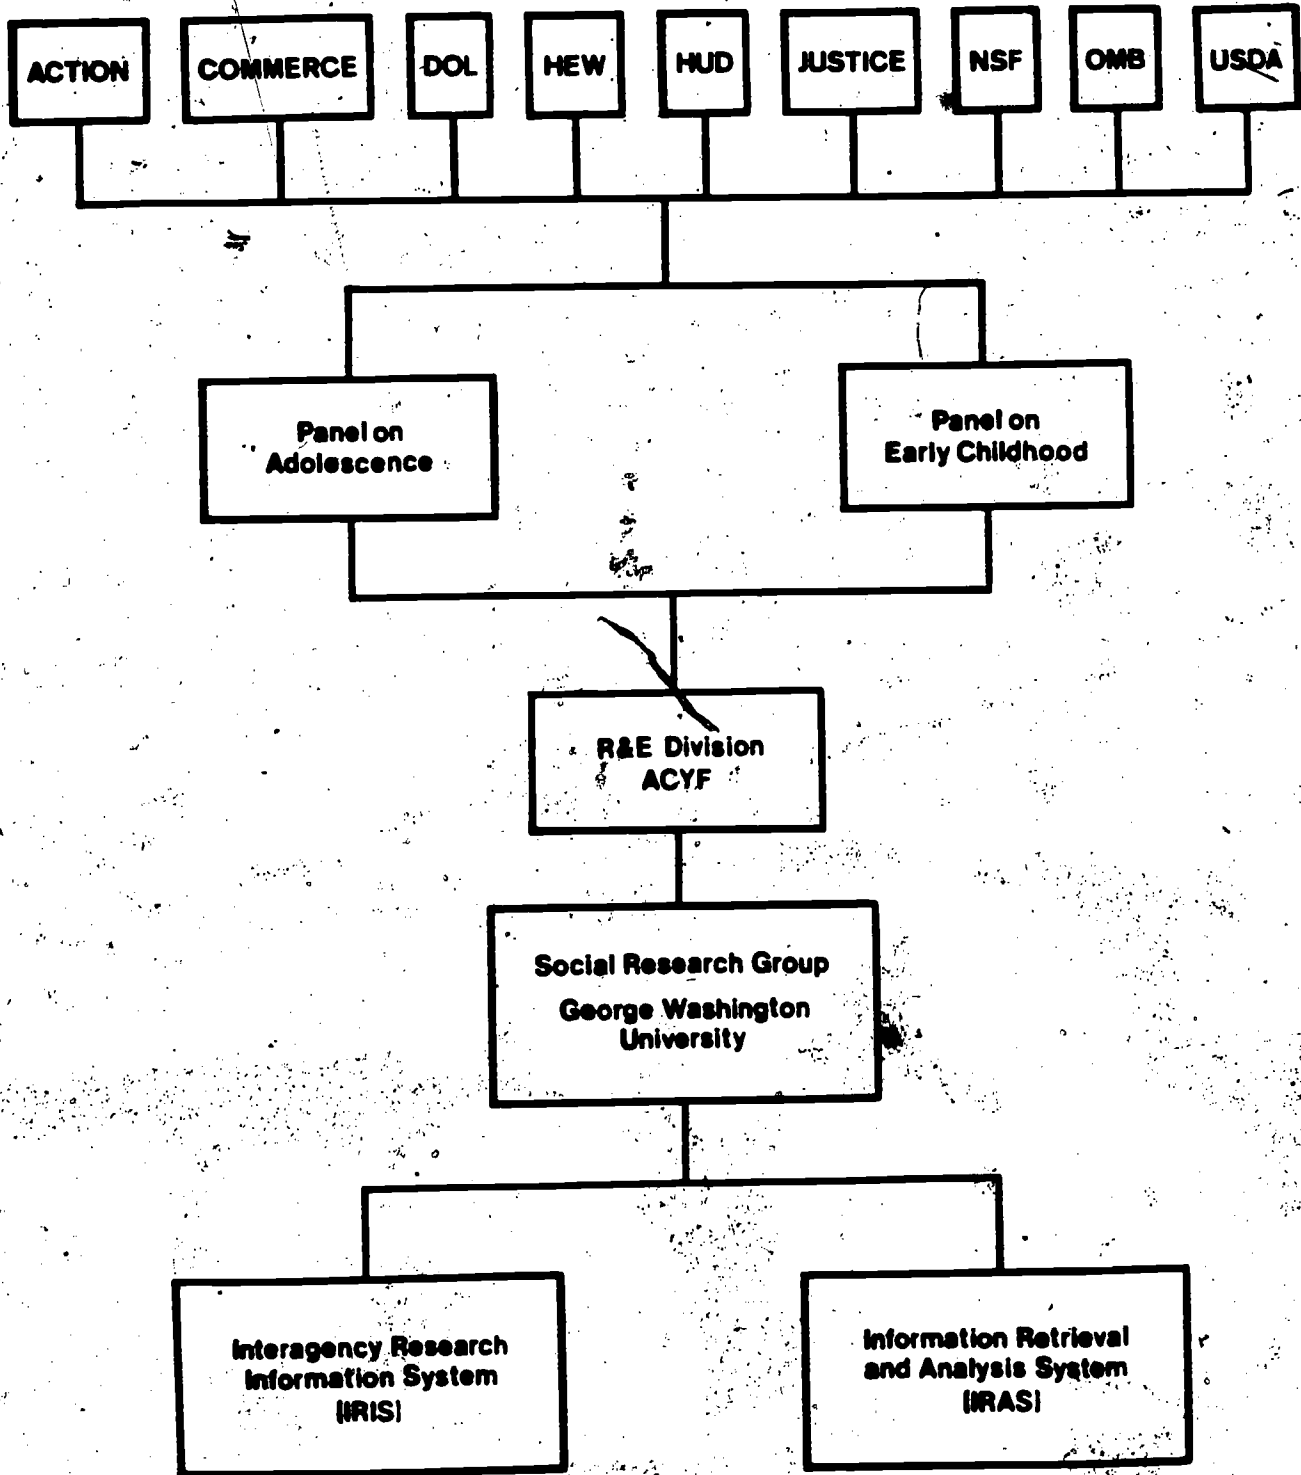 ACTION
COMMERCE
DOL
HEW
HUD
JUSTICE
NSF
OMB
USDA
Panel on
Adolescence
Panel on
Early Childhood
R&E Division
ACYF
Social Research Group
George Washington
University
Interagency Research
Information System
(IRIS)
Information Retrieval
and Analysis System
(IRAS)